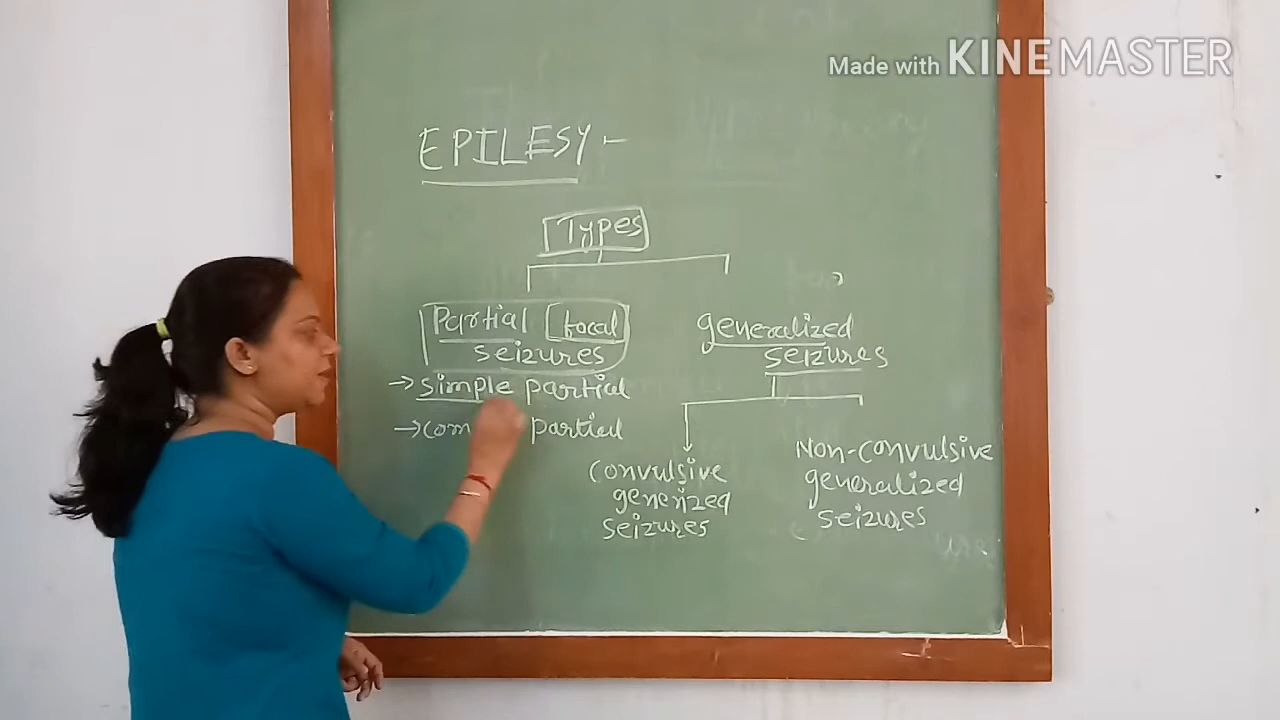 Made with KINEMASTER
EPILESY :-
Types
Partial focal
seizures
→ simple partial
→ partial
generalized
seizures
convulsive
generized
seizures
Non-convulsive
generalized
seizures